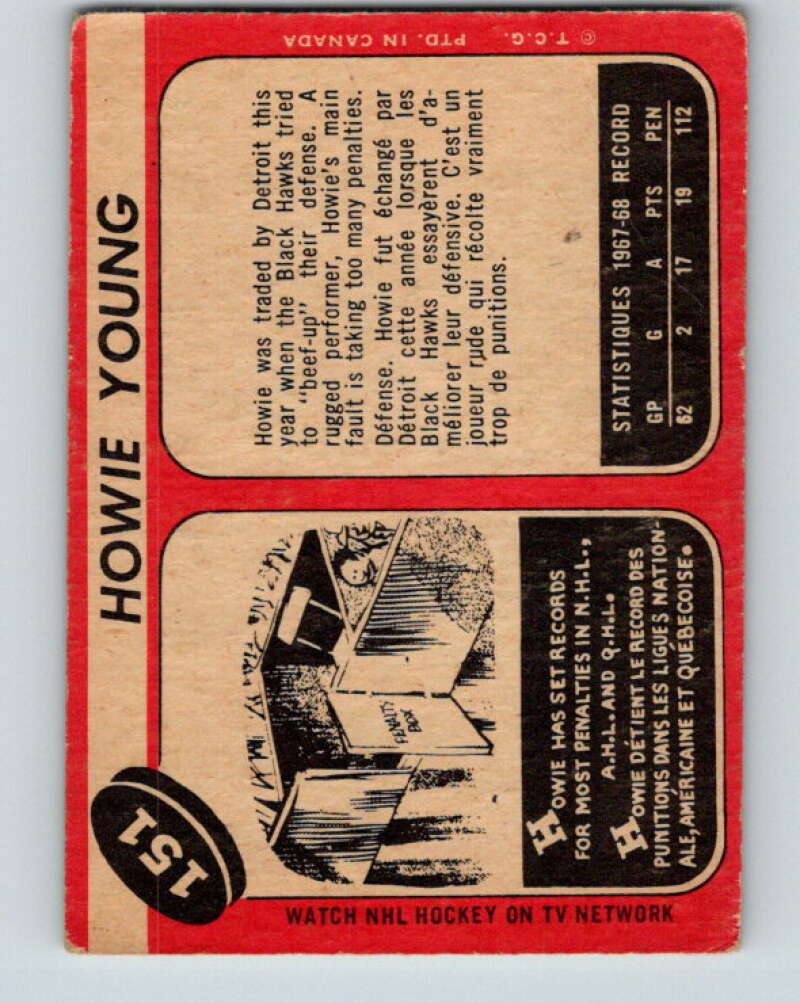 151
HOWIE YOUNG
WATCH NHL HOCKEY ON TV NETWORK
PENALTY
BOX
HOWIE HAS SET RECORDS
FOR MOST PENALTIES IN N.H.L.,
A.H.L. AND Q.H.L.
HOWIE DÉTIENT LE RECORD DES
PUNITIONS DANS LES LIGUES NATION-
ALE, AMERICAINE ET QUÉBECOISE.
Howie was traded by Detroit this
year when the Black Hawks tried
to "beef-up" their defense. A
rugged performer, Howie's main
fault is taking too many penalties.
Défense. Howie fut échangé par
Détroit cette année lorsque les
Black Hawks essayèrent d'a-
méliorer leur défensive. C'est un
joueur rude qui récolte vraiment
trop de punitions.
STATISTIQUES 1967-68 RECORD
GP G A PTS PEN
62 2 17 19 112
© T.C.G. PTD. IN CANADA